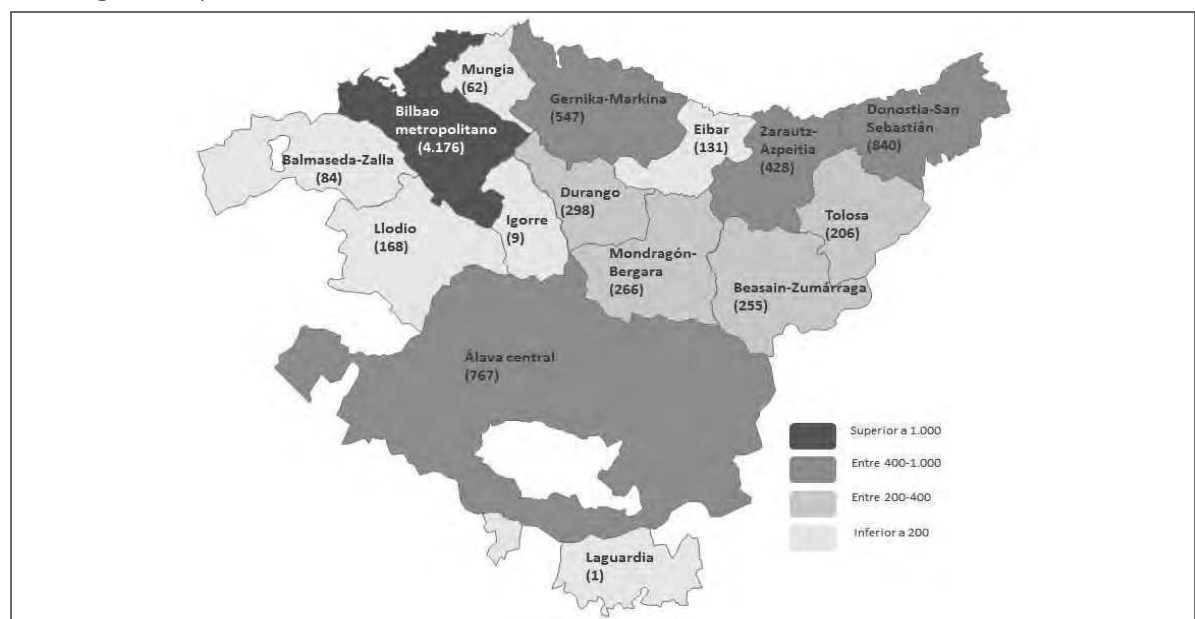 Mungia
(62)
Gernika-Markina
(547)
Donostia-San
Sebastián
(840)
Bilbao
metropolitano
(4.176)
Eibar
(131)
Zarautz-
Azpeitia
(428)
Balmaseda-Zalla
(84)
Durango
(298)
Tolosa
(206)
Llodio
(168)
Igorre
(9)
Mondragón-
Bergara
(266)
Beasain-Zumárraga
(255)
Álava central
(767)
Superior a 1.000
Entre 400-1.000
Entre 200-400
Inferior a 200
Laguardia
(1)